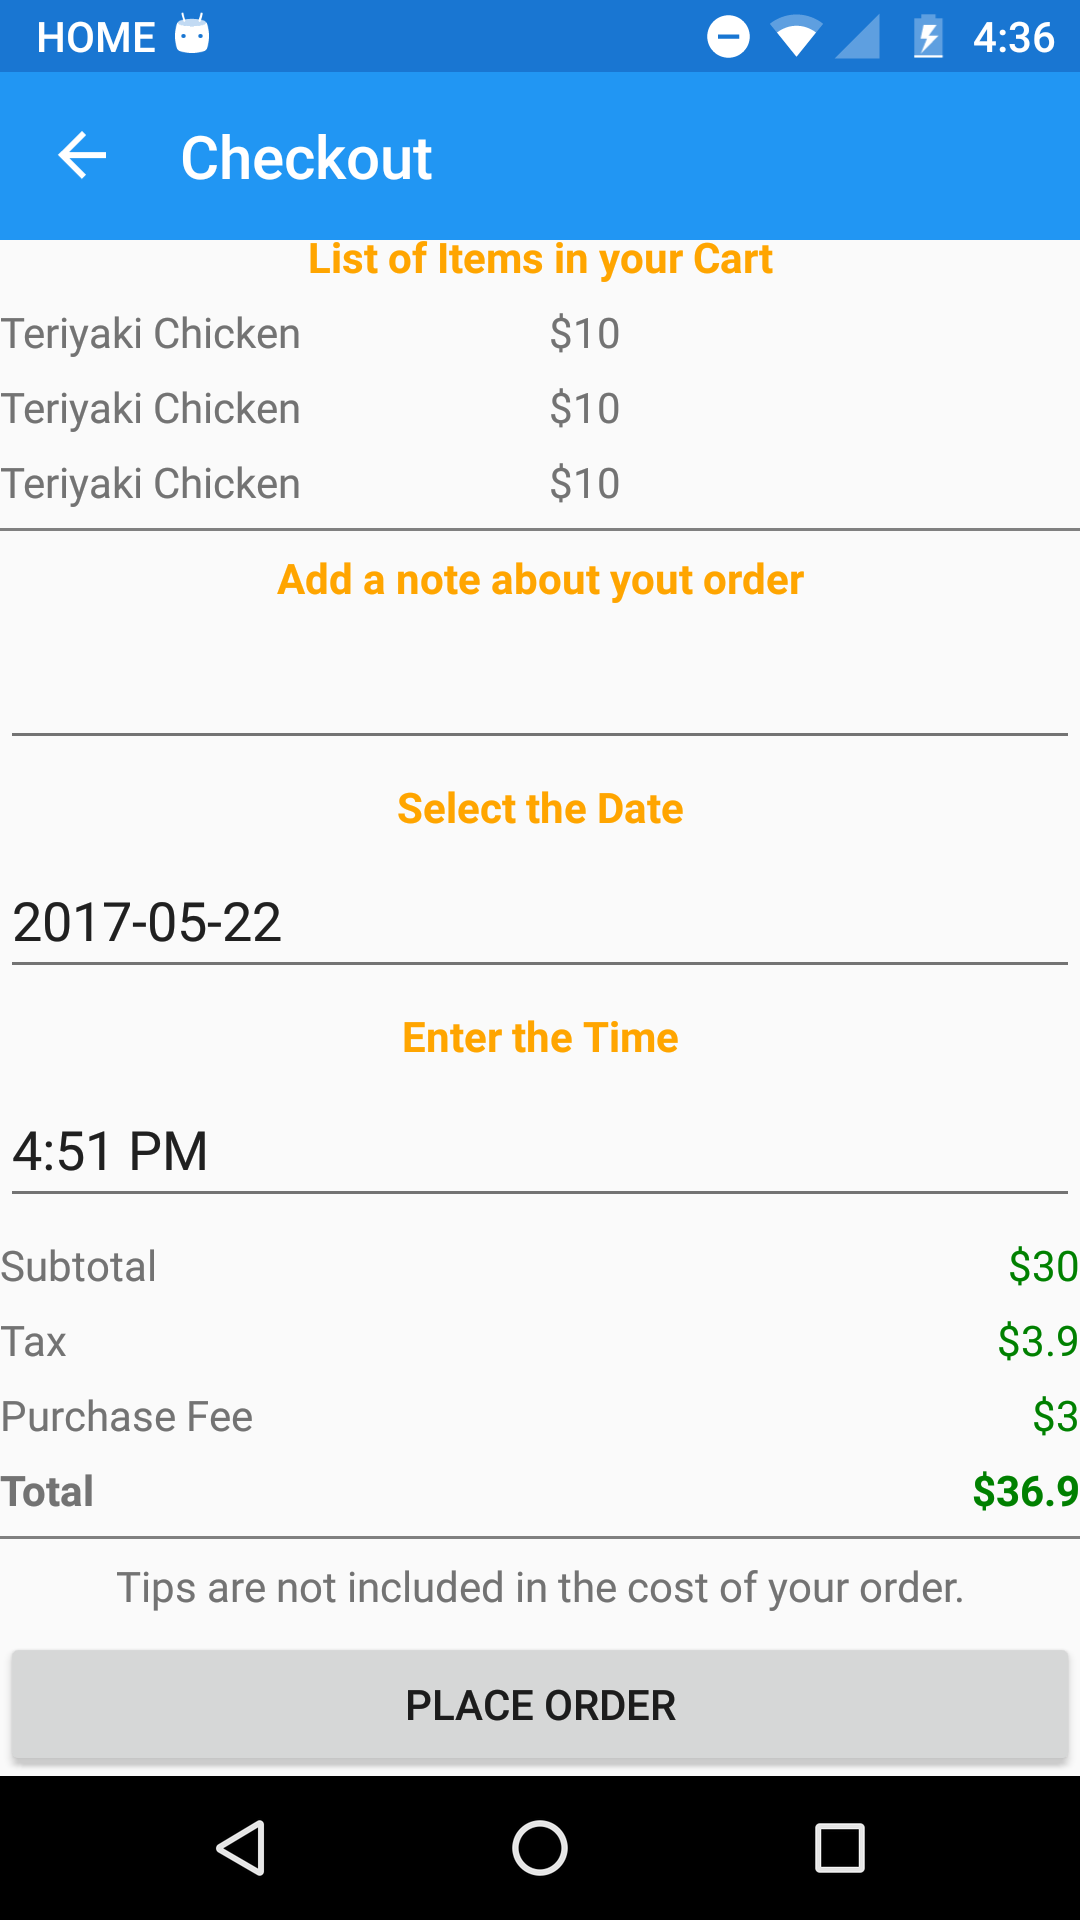 HOME 4:36
Checkout
List of Items in your Cart
Teriyaki Chicken $10
Teriyaki Chicken $10
Teriyaki Chicken $10
Add a note about yout order
Select the Date
2017-05-22
Enter the Time
4:51 PM
Subtotal $30
Tax $3.9
Purchase Fee $3
Total $36.9
Tips are not included in the cost of your order.
PLACE ORDER